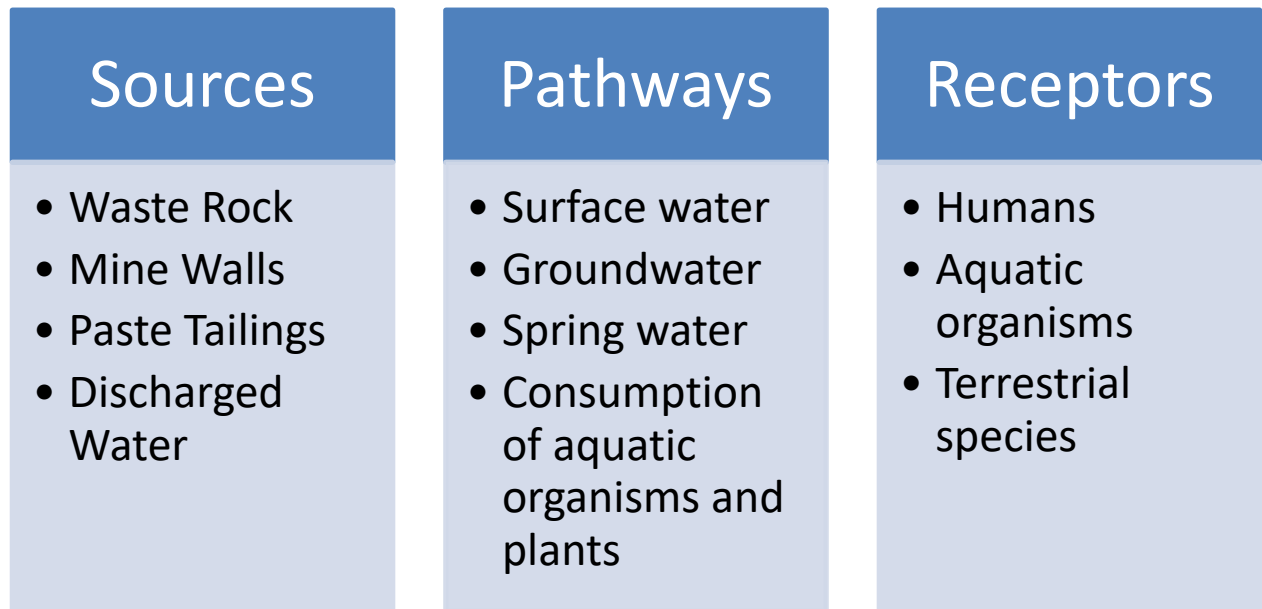 Sources
• Waste Rock
• Mine Walls
• Paste Tailings
• Discharged
Water
Pathways
• Surface water
• Groundwater
• Spring water
• Consumption
of aquatic
organisms and
plants
Receptors
• Humans
• Aquatic
organisms
• Terrestrial
species